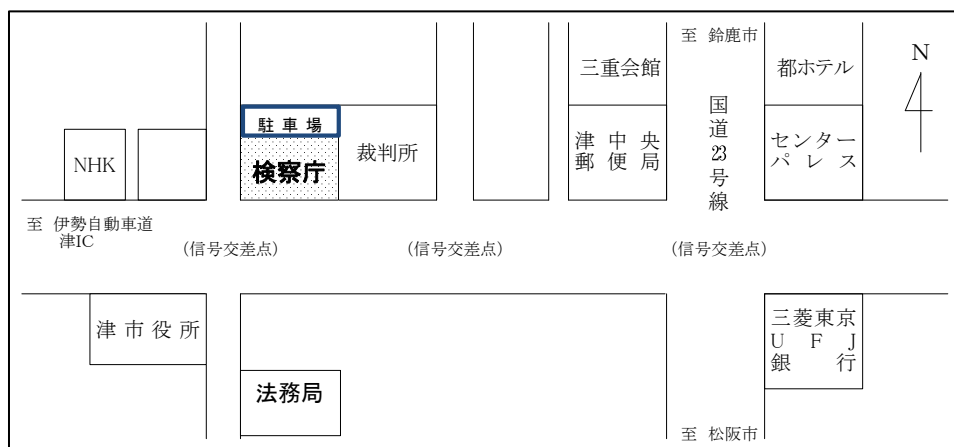 至 鈴鹿市
三重会館
都ホテル
N
駐車場
検察庁
裁判所
NHK
津中央
郵便局
国道23号線
センター
パレス
至 伊勢自動車道
津IC
(信号交差点)
(信号交差点)
(信号交差点)
津市役所
法務局
三菱東京
UFJ
銀行
至 松阪市